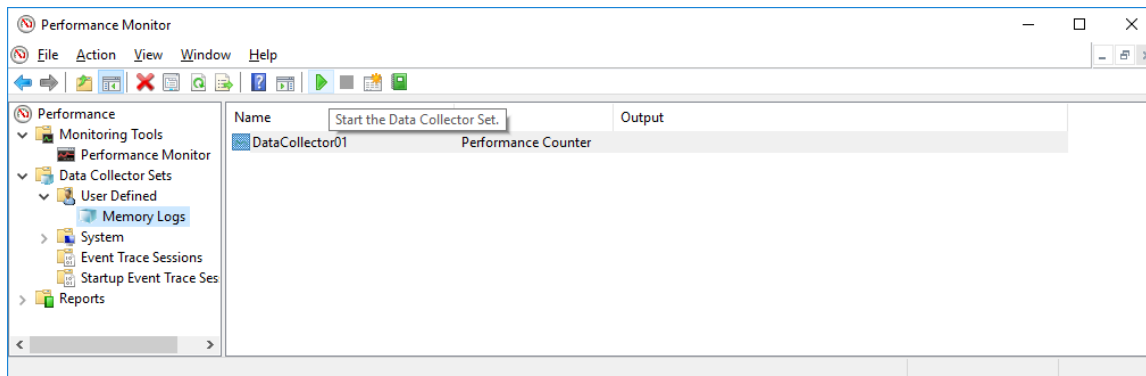 Performance Monitor
File Action View Window Help
Performance
Monitoring Tools
Performance Monitor
Data Collector Sets
User Defined
Memory Logs
System
Event Trace Sessions
Startup Event Trace Ses
Reports
Name Output
Start the Data Collector Set.
DataCollector01 Performance Counter